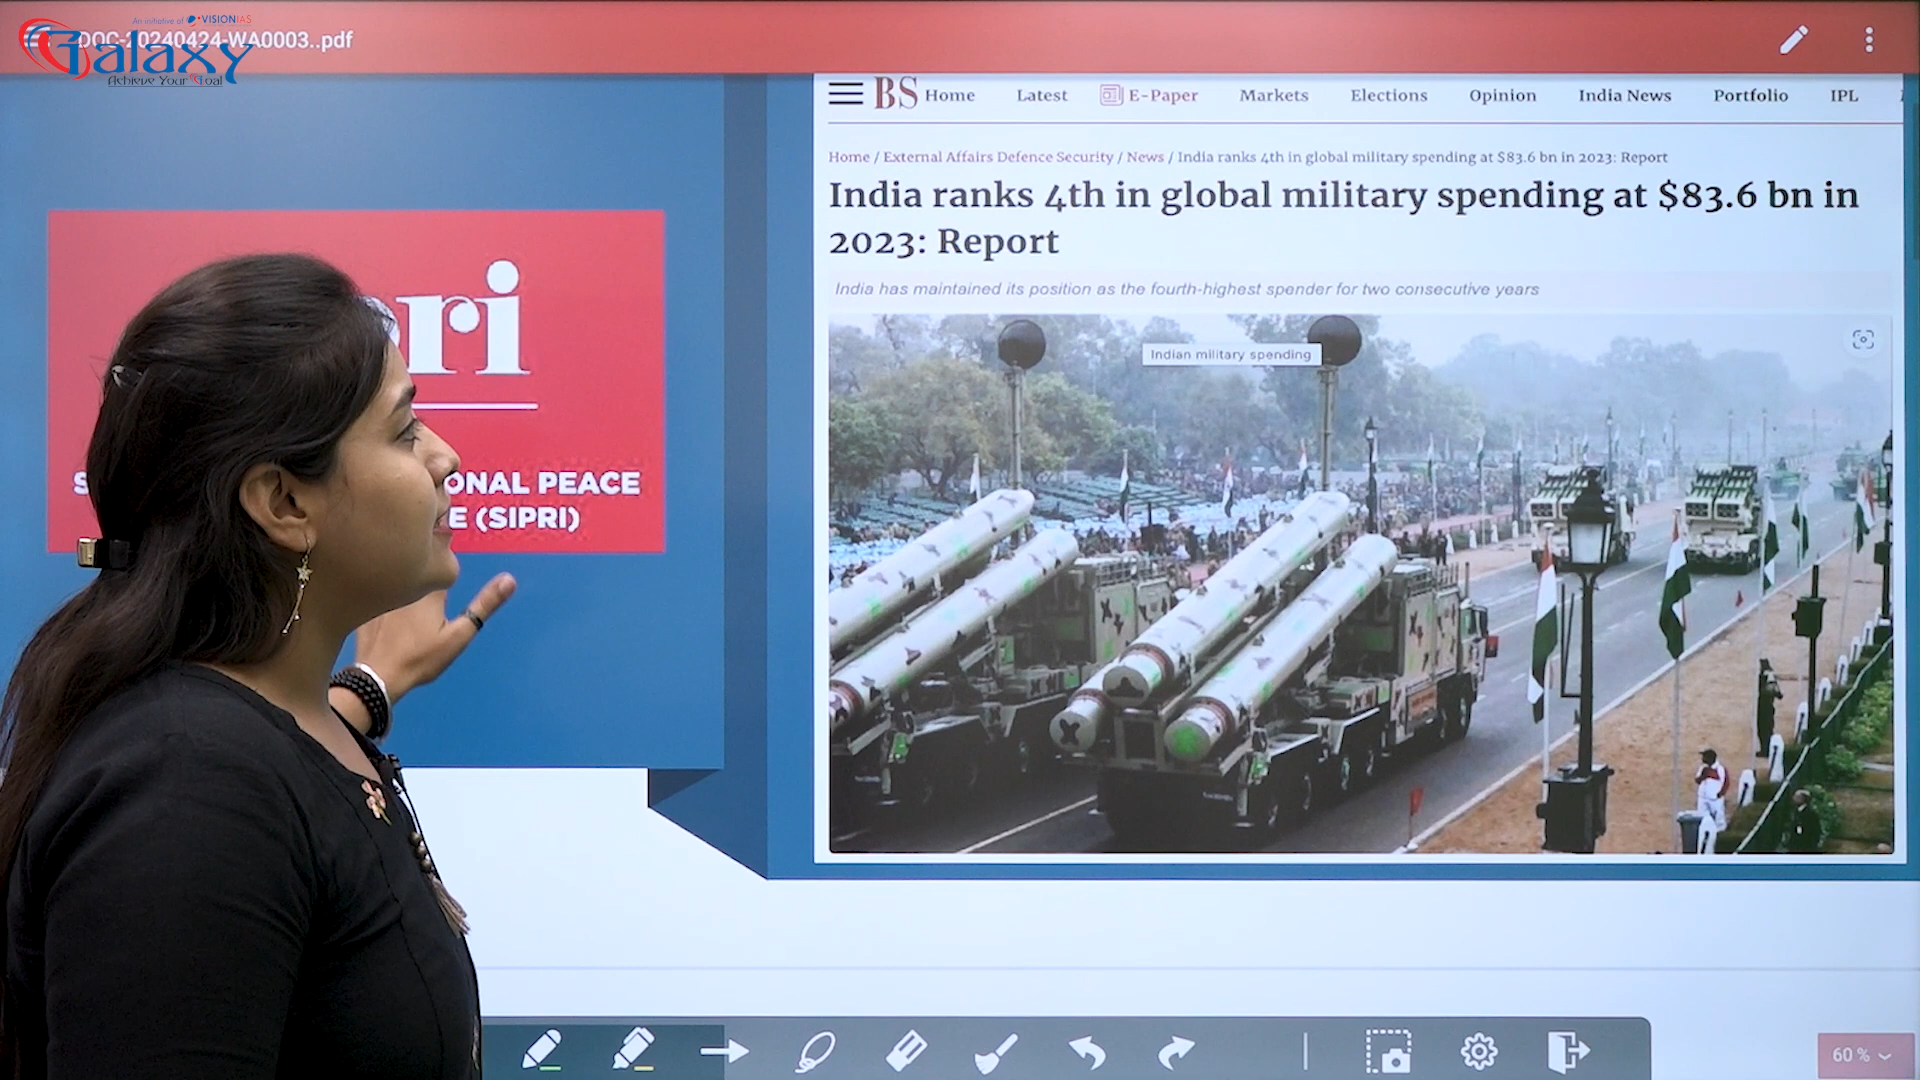 An initiative of VISIONIAS
Galaxy
Achieve Your Goal
DOC-20240424-WA0003..pdf
BS Home Latest E-Paper Markets Elections Opinion India News Portfolio IPL
Home / External Affairs Defence Security / News / India ranks 4th in global military spending at $83.6 bn in 2023: Report
India ranks 4th in global military spending at $83.6 bn in
2023: Report
India has maintained its position as the fourth-highest spender for two consecutive years
Indian military spending
pri
S ONAL PEACE
E (SIPRI)
60 %